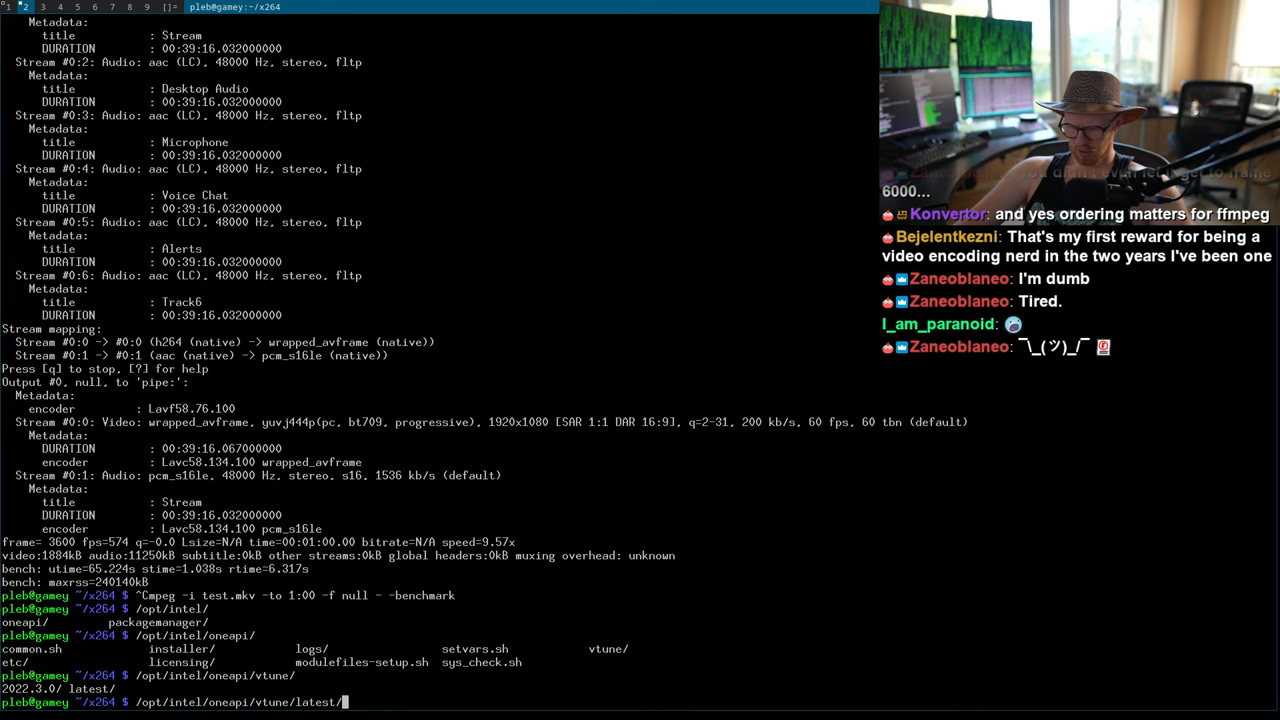 1 2 3 4 5 6 7 8 9 []= pleb@gamey:~/x264
Metadata:
title : Stream
DURATION : 00:39:16.032000000
Stream #0:2: Audio: aac (LC), 48000 Hz, stereo, fltp
Metadata:
title : Desktop Audio
DURATION : 00:39:16.032000000
Stream #0:3: Audio: aac (LC), 48000 Hz, stereo, fltp
Metadata:
title : Microphone
DURATION : 00:39:16.032000000
Stream #0:4: Audio: aac (LC), 48000 Hz, stereo, fltp
Metadata:
title : Voice Chat
DURATION : 00:39:16.032000000
Stream #0:5: Audio: aac (LC), 48000 Hz, stereo, fltp
Metadata:
title : Alerts
DURATION : 00:39:16.032000000
Stream #0:6: Audio: aac (LC), 48000 Hz, stereo, fltp
Metadata:
title : Track6
DURATION : 00:39:16.032000000
Stream mapping:
Stream #0:0 -> #0:0 (h264 (native) -> wrapped_avframe (native))
Stream #0:1 -> #0:1 (aac (native) -> pcm_s16le (native))
Press [q] to stop, [?] for help
Output #0, null, to 'pipe:':
Metadata:
encoder : Lavf58.76.100
Stream #0:0: Video: wrapped_avframe, yuvj444p(pc, bt709, progressive), 1920x1080 [SAR 1:1 DAR 16:9], q=2-31, 200 kb/s, 60 fps, 60 tbn (default)
Metadata:
DURATION : 00:39:16.067000000
encoder : Lavc58.134.100 wrapped_avframe
Stream #0:1: Audio: pcm_s16le, 48000 Hz, stereo, s16, 1536 kb/s (default)
Metadata:
title : Stream
DURATION : 00:39:16.032000000
encoder : Lavc58.134.100 pcm_s16le
frame= 3600 fps=574 q=-0.0 Lsize=N/A time=00:01:00.00 bitrate=N/A speed=9.57x
video:1884kB audio:11250kB subtitle:0kB other streams:0kB global headers:0kB muxing overhead: unknown
bench: utime=65.224s stime=1.038s rtime=6.317s
bench: maxrss=240140kB
pleb@gamey ~/x264 $ ^Cmpeg -i test.mkv -to 1:00 -f null - -benchmark
pleb@gamey ~/x264 $ /opt/intel/
oneapi/ packagemanager/
pleb@gamey ~/x264 $ /opt/intel/oneapi/
common.sh installer/ logs/ setvars.sh vtune/
etc/ licensing/ modulefiles-setup.sh sys_check.sh
pleb@gamey ~/x264 $ /opt/intel/oneapi/vtune/
2022.3.0/ latest/
pleb@gamey ~/x264 $ /opt/intel/oneapi/vtune/latest/
You didn't even let it get to frame
6000...
Konvertor: and yes ordering matters for ffmpeg
Bejelentkezni: That's my first reward for being a
video encoding nerd in the two years I've been one
Zaneoblaneo: I'm dumb
Zaneoblaneo: Tired.
I_am_paranoid:
Zaneoblaneo: ¯\_(ツ)_/¯